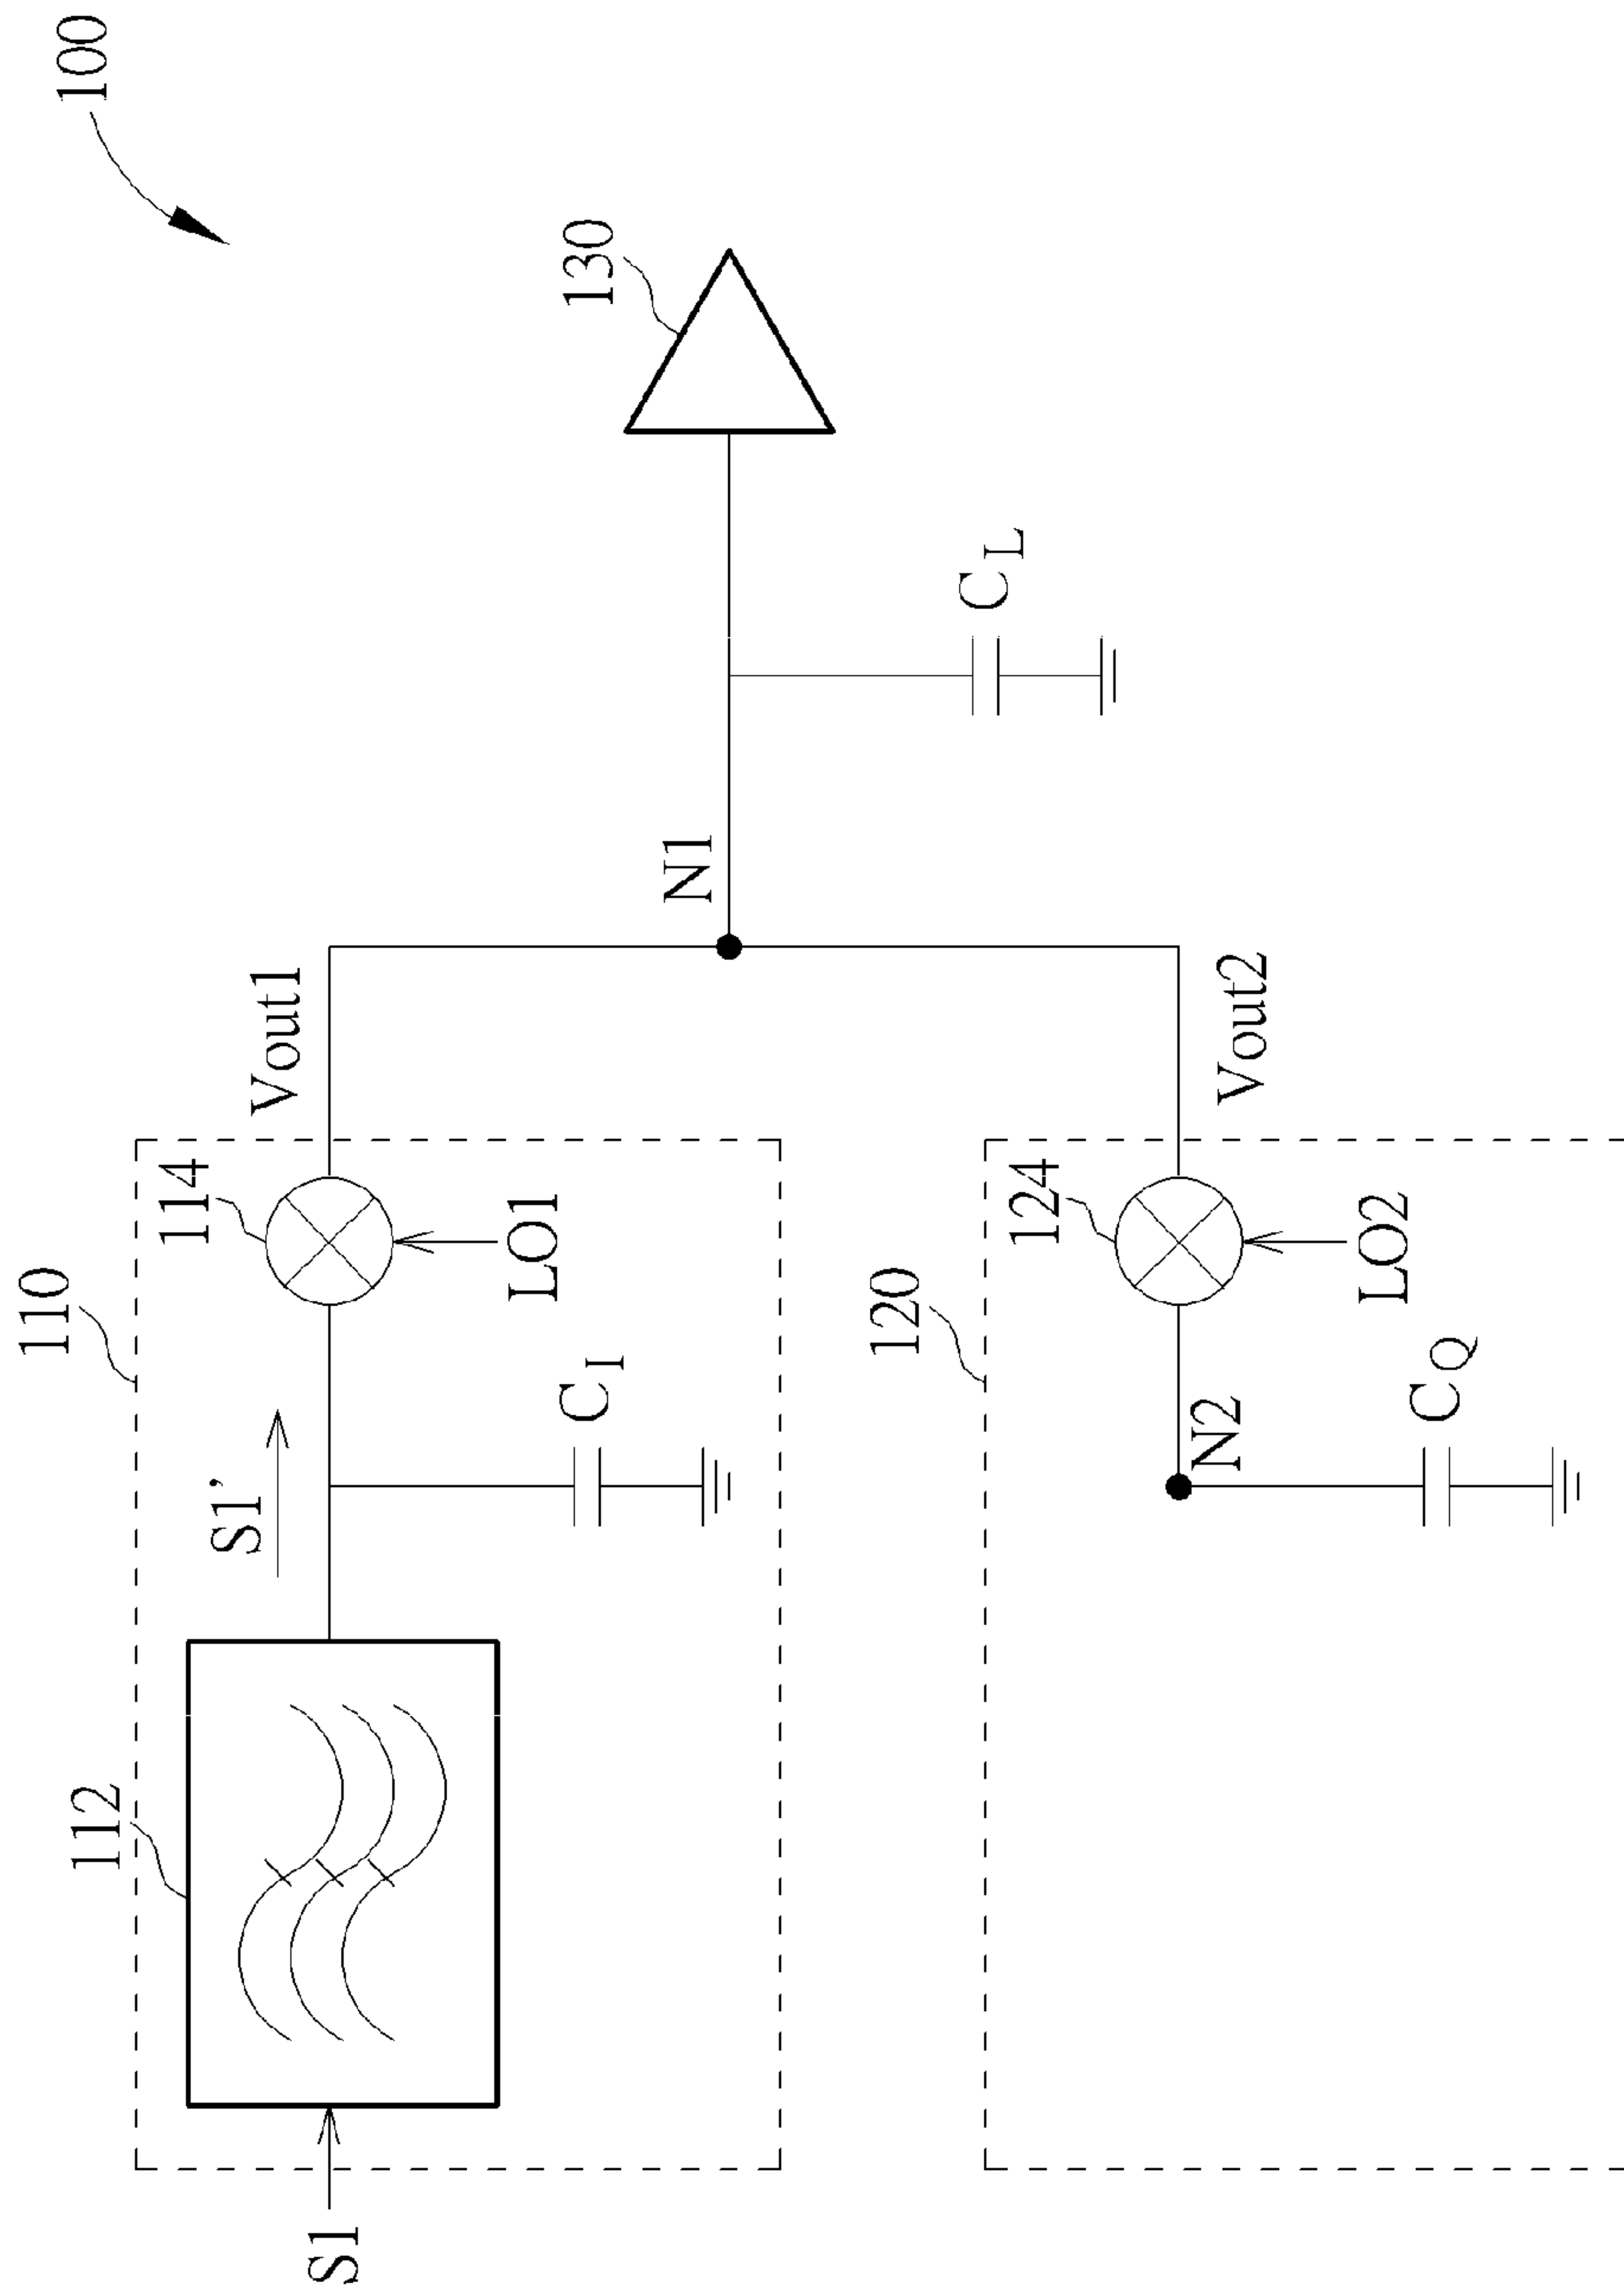 100
110
112
S1
S1’
C_I
114
LO1
Vout1
N1
130
C_L
120
N2
C_Q
124
LO2
Vout2